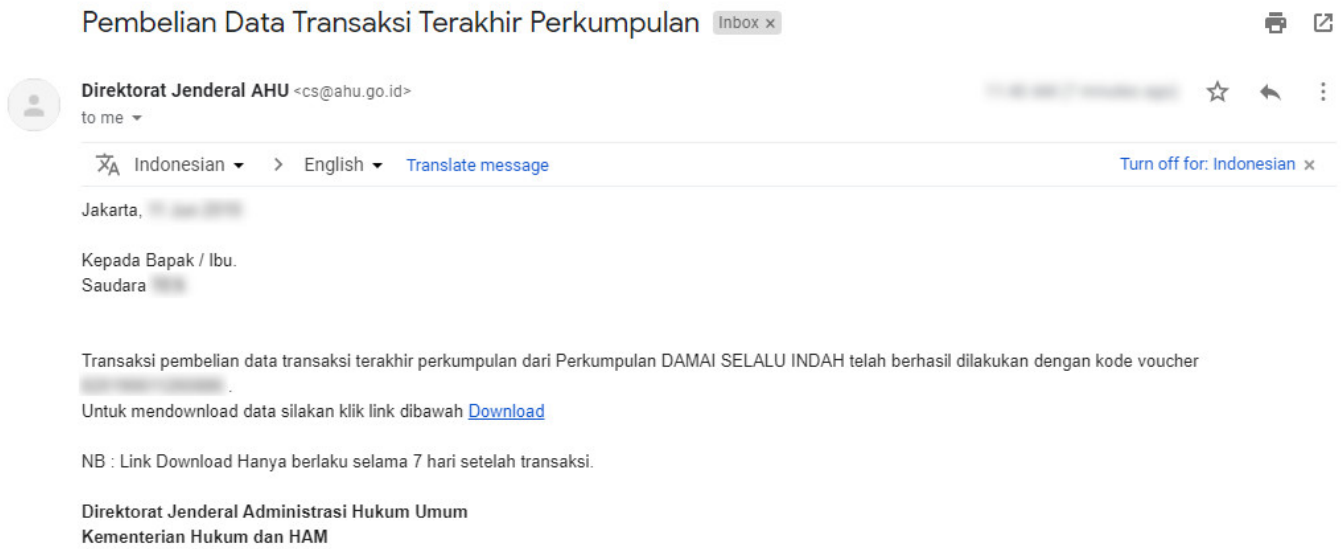 Pembelian Data Transaksi Terakhir Perkumpulan Inbox x
Direktorat Jenderal AHU <cs@ahu.go.id>
to me
Indonesian > English Translate message Turn off for: Indonesian x
Jakarta,
Kepada Bapak / Ibu.
Saudara
Transaksi pembelian data transaksi terakhir perkumpulan dari Perkumpulan DAMAI SELALU INDAH telah berhasil dilakukan dengan kode voucher
.
Untuk mendownload data silakan klik link dibawah Download
NB : Link Download Hanya berlaku selama 7 hari setelah transaksi.
Direktorat Jenderal Administrasi Hukum Umum
Kementerian Hukum dan HAM